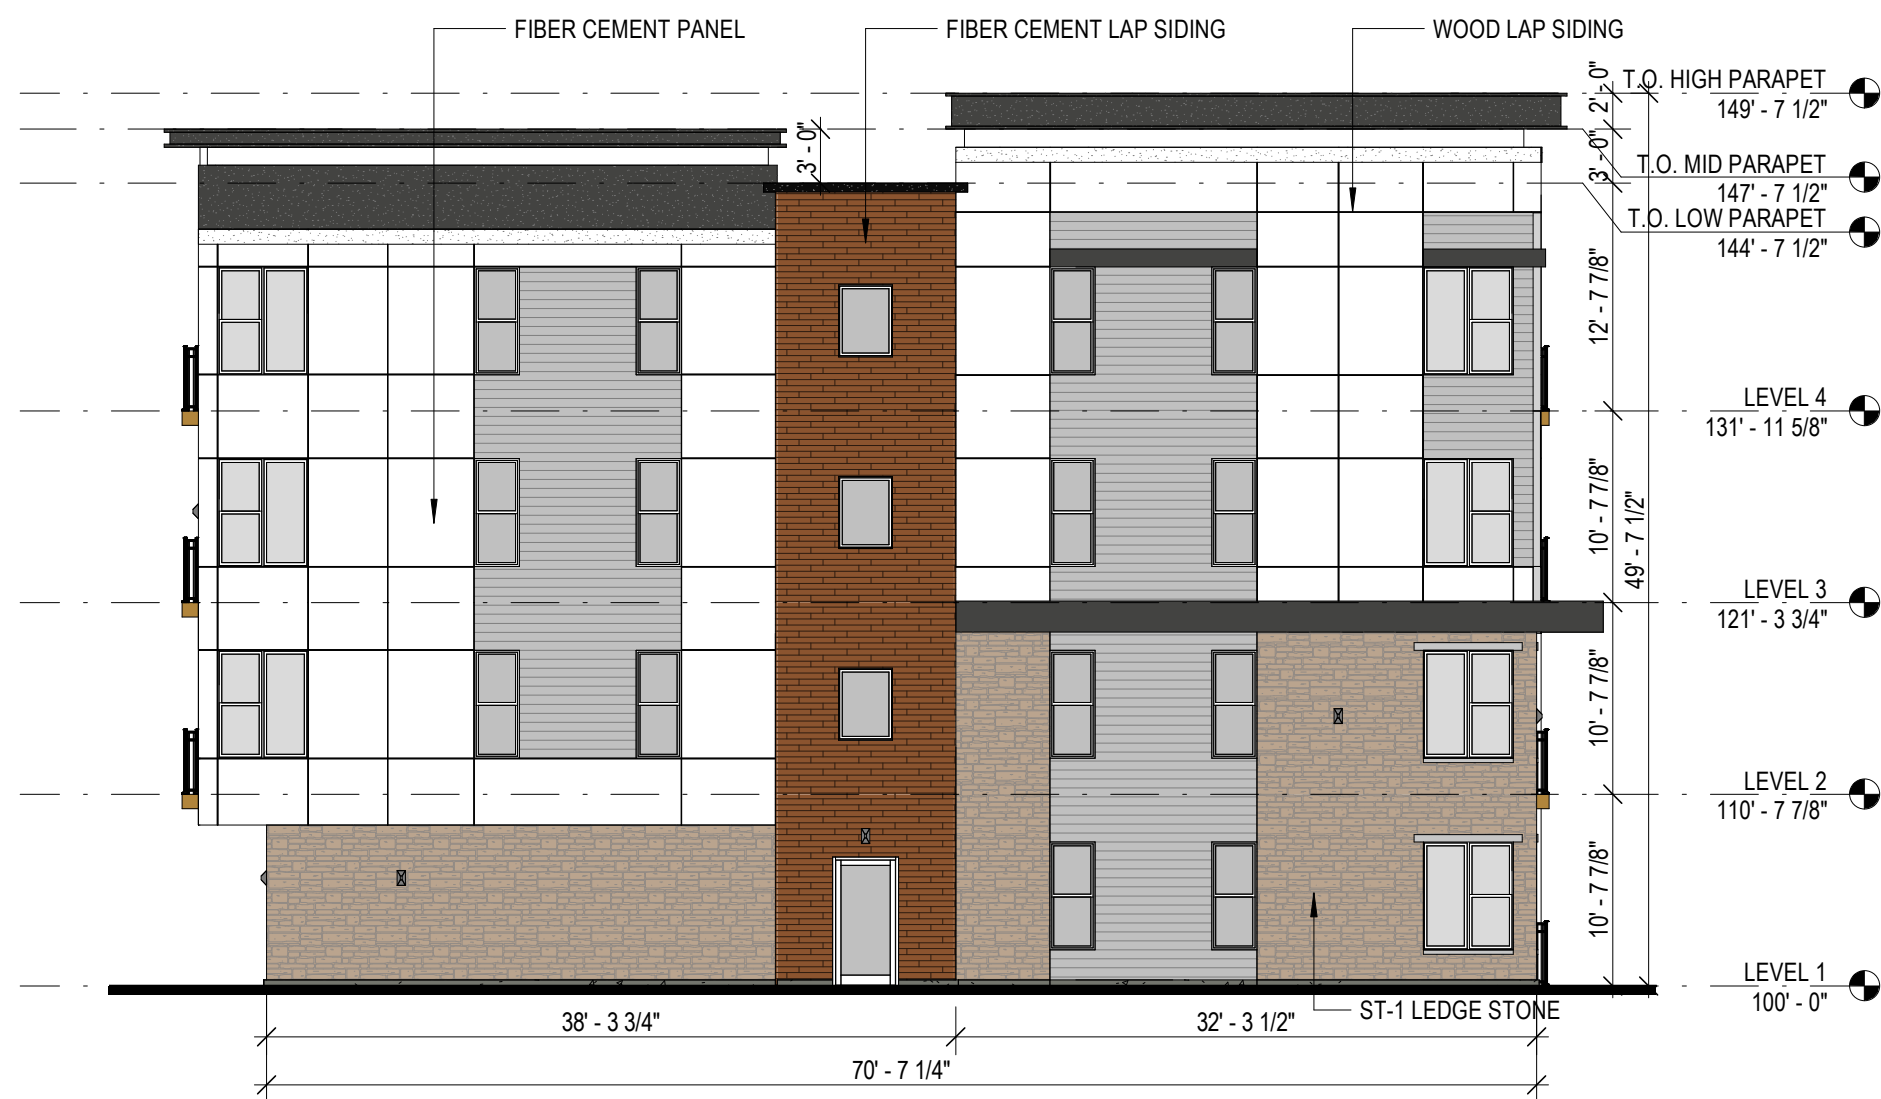 FIBER CEMENT PANEL
FIBER CEMENT LAP SIDING
WOOD LAP SIDING
T.O. HIGH PARAPET
149' - 7 1/2"
2' - 0"
3' - 0"
3' - 0"
T.O. MID PARAPET
147' - 7 1/2"
T.O. LOW PARAPET
144' - 7 1/2"
12' - 7 7/8"
LEVEL 4
131' - 11 5/8"
10' - 7 7/8"
49' - 7 1/2"
LEVEL 3
121' - 3 3/4"
10' - 7 7/8"
LEVEL 2
110' - 7 7/8"
10' - 7 7/8"
LEVEL 1
100' - 0"
ST-1 LEDGE STONE
38' - 3 3/4"
32' - 3 1/2"
70' - 7 1/4"